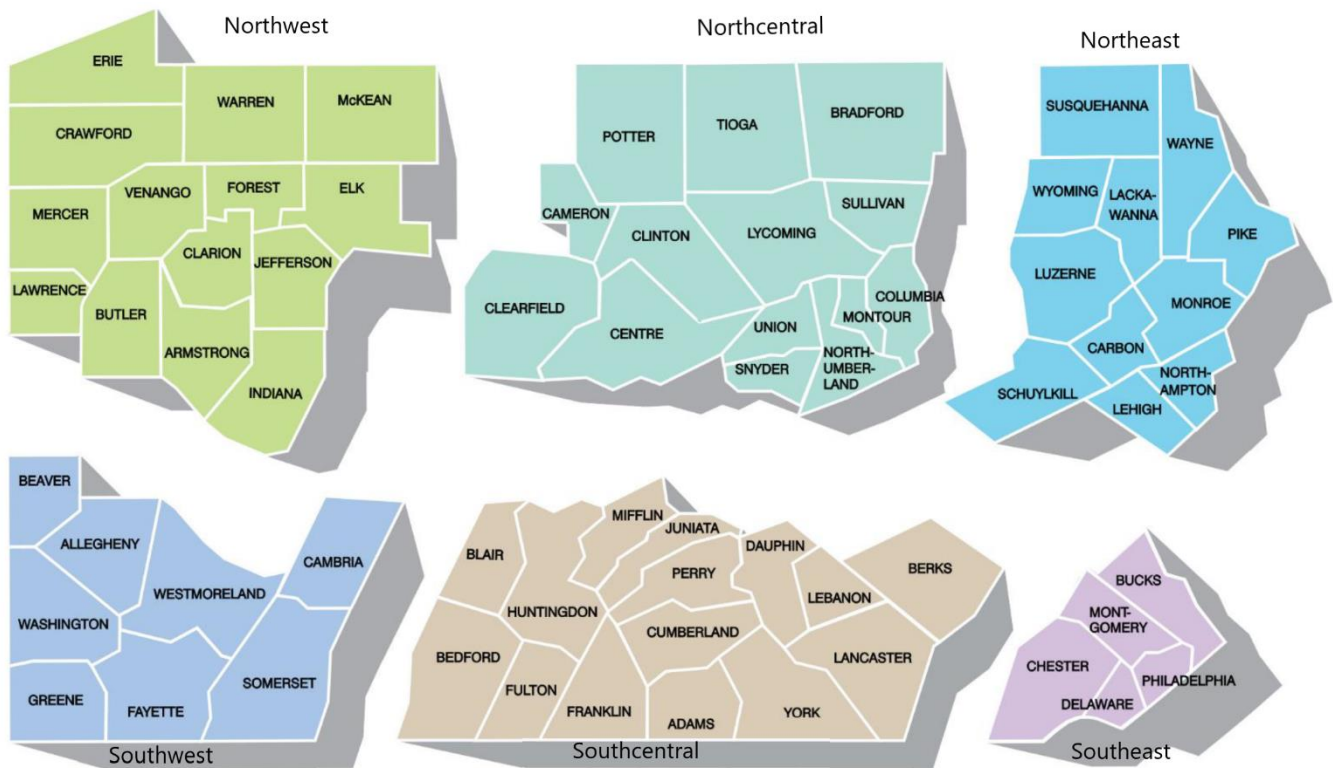 Northwest
ERIE
WARREN
McKEAN
CRAWFORD
VENANGO
FOREST
ELK
MERCER
CLARION
JEFFERSON
LAWRENCE
BUTLER
ARMSTRONG
INDIANA
Northcentral
POTTER
TIOGA
BRADFORD
CAMERON
CLINTON
LYCOMING
SULLIVAN
CLEARFIELD
CENTRE
UNION
MONTOUR
COLUMBIA
SNYDER
NORTH-
UMBER-
LAND
Northeast
SUSQUEHANNA
WAYNE
WYOMING
LACKA-
WANNA
PIKE
LUZERNE
MONROE
CARBON
SCHUYLKILL
NORTH-
AMPTON
LEHIGH
BEAVER
ALLEGHENY
CAMBRIA
WESTMORELAND
WASHINGTON
GREENE
FAYETTE
SOMERSET
Southwest
MIFFLIN
JUNIATA
BLAIR
DAUPHIN
PERRY
BERKS
HUNTINGDON
LEBANON
CUMBERLAND
BEDFORD
LANCASTER
FULTON
FRANKLIN
ADAMS
YORK
Southcentral
BUCKS
MONT-
GOMERY
CHESTER
PHILADELPHIA
DELAWARE
Southeast